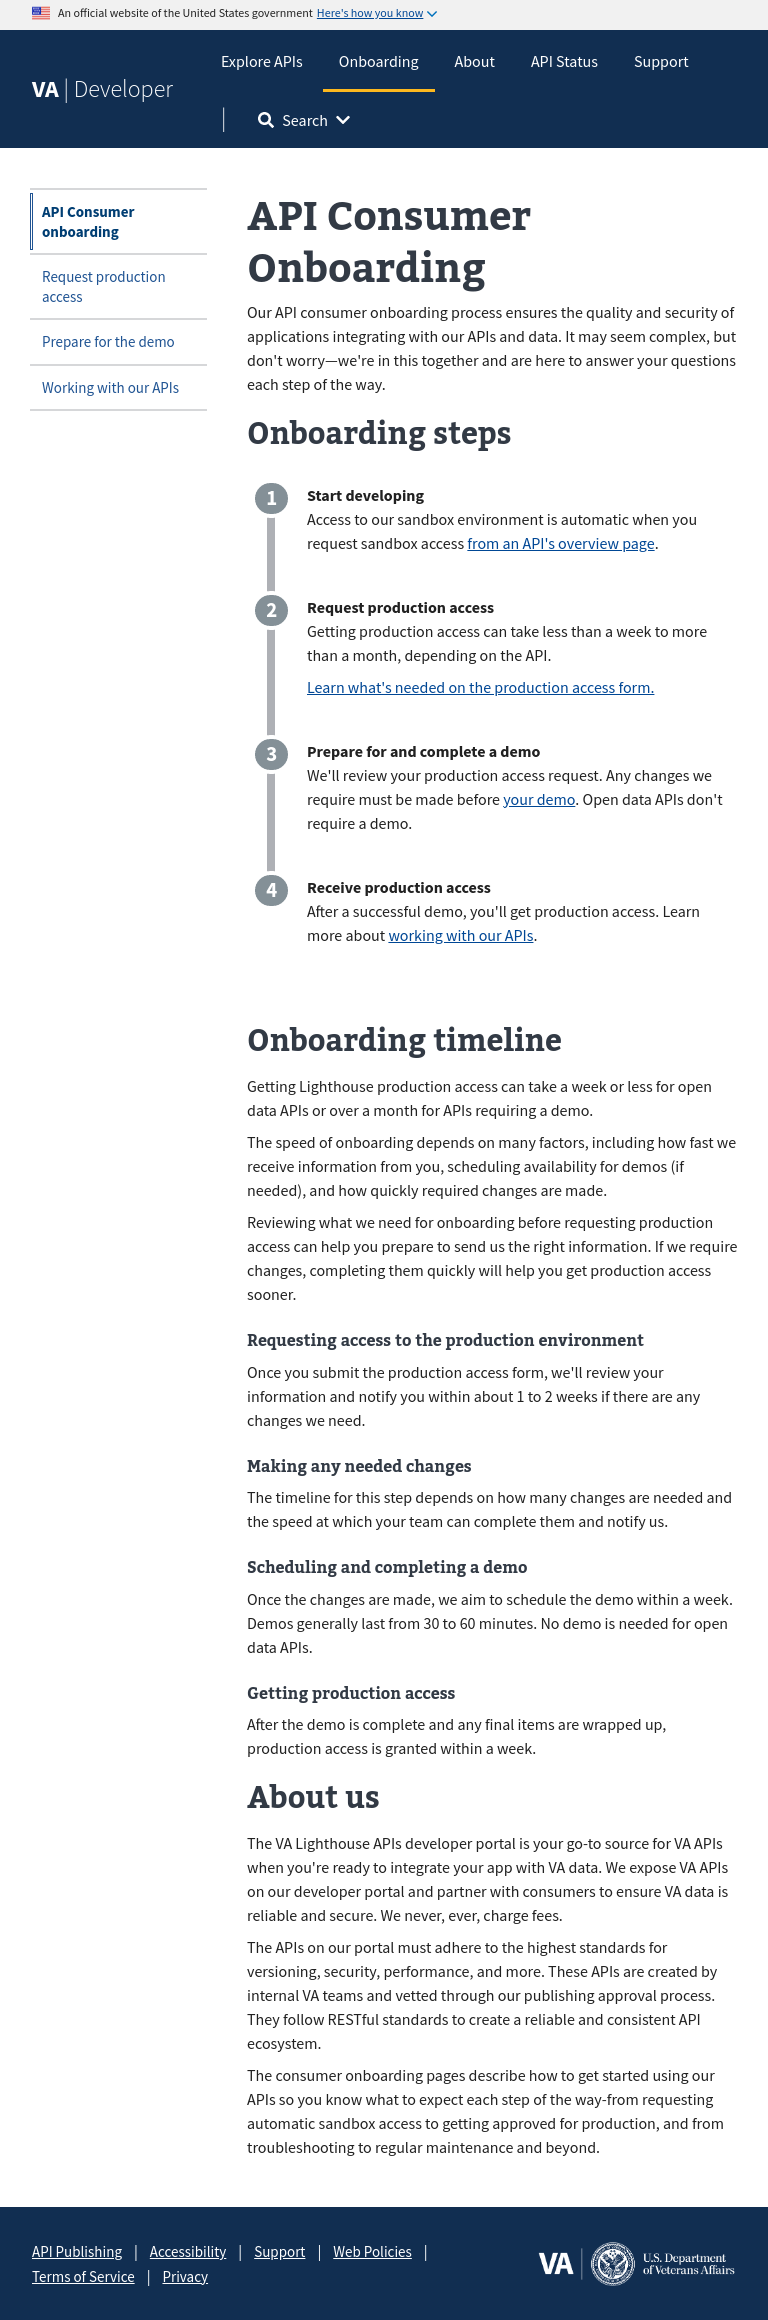 An official website of the United States government Here's how you know
VA | Developer
Explore APIs
Onboarding
About
API Status
Support
| Search
API Consumer
onboarding
Request production
access
Prepare for the demo
Working with our APIs
API Consumer
Onboarding
Our API consumer onboarding process ensures the quality and security of
applications integrating with our APIs and data. It may seem complex, but
don't worry—we're in this together and are here to answer your questions
each step of the way.
Onboarding steps
1
Start developing
Access to our sandbox environment is automatic when you
request sandbox access from an API's overview page.
2
Request production access
Getting production access can take less than a week to more
than a month, depending on the API.
Learn what's needed on the production access form.
3
Prepare for and complete a demo
We'll review your production access request. Any changes we
require must be made before your demo. Open data APIs don't
require a demo.
4
Receive production access
After a successful demo, you'll get production access. Learn
more about working with our APIs.
Onboarding timeline
Getting Lighthouse production access can take a week or less for open
data APIs or over a month for APIs requiring a demo.
The speed of onboarding depends on many factors, including how fast we
receive information from you, scheduling availability for demos (if
needed), and how quickly required changes are made.
Reviewing what we need for onboarding before requesting production
access can help you prepare to send us the right information. If we require
changes, completing them quickly will help you get production access
sooner.
Requesting access to the production environment
Once you submit the production access form, we'll review your
information and notify you within about 1 to 2 weeks if there are any
changes we need.
Making any needed changes
The timeline for this step depends on how many changes are needed and
the speed at which your team can complete them and notify us.
Scheduling and completing a demo
Once the changes are made, we aim to schedule the demo within a week.
Demos generally last from 30 to 60 minutes. No demo is needed for open
data APIs.
Getting production access
After the demo is complete and any final items are wrapped up,
production access is granted within a week.
About us
The VA Lighthouse APIs developer portal is your go-to source for VA APIs
when you're ready to integrate your app with VA data. We expose VA APIs
on our developer portal and partner with consumers to ensure VA data is
reliable and secure. We never, ever, charge fees.
The APIs on our portal must adhere to the highest standards for
versioning, security, performance, and more. These APIs are created by
internal VA teams and vetted through our publishing approval process.
They follow RESTful standards to create a reliable and consistent API
ecosystem.
The consumer onboarding pages describe how to get started using our
APIs so you know what to expect each step of the way-from requesting
automatic sandbox access to getting approved for production, and from
troubleshooting to regular maintenance and beyond.
API Publishing | Accessibility | Support | Web Policies |
Terms of Service | Privacy
VA
U.S. Department
of Veterans Affairs